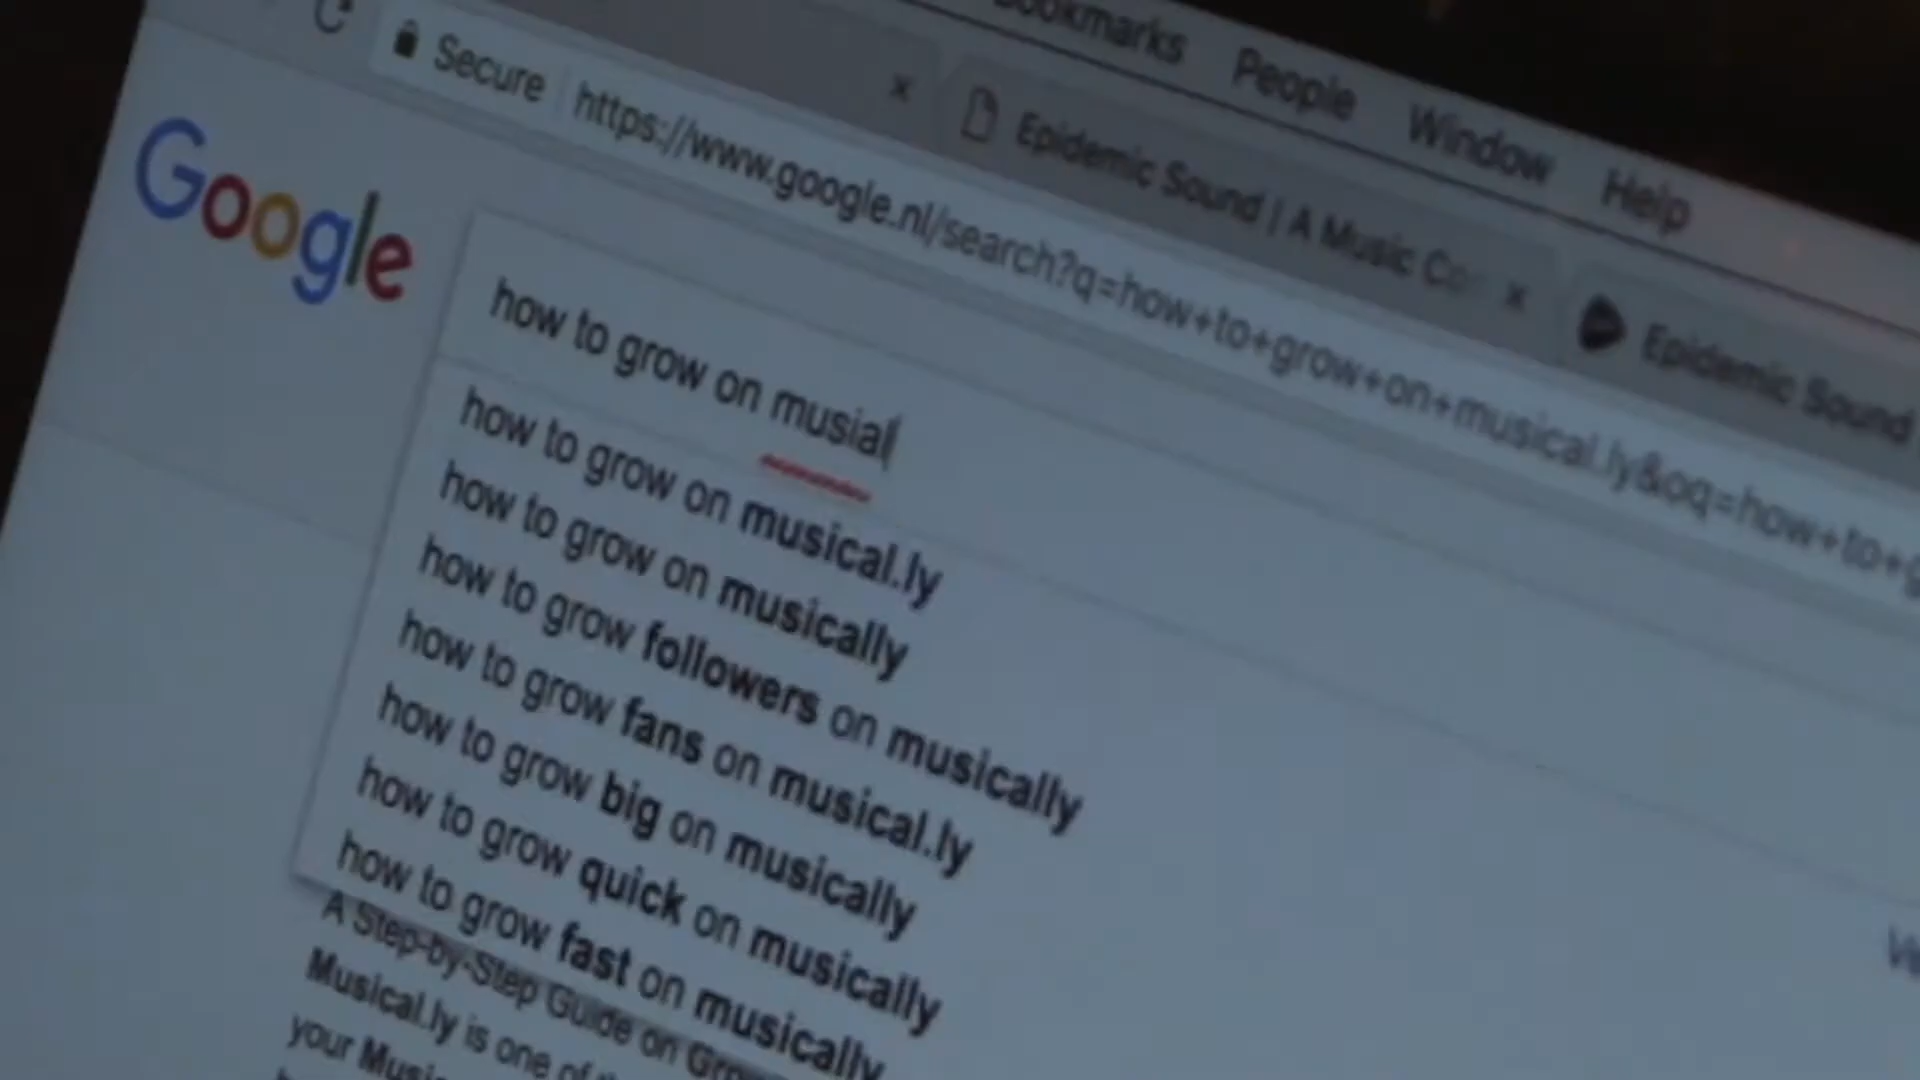 Bookmarks People Window Help
Epidemic Sound | A Music Co
Epidemic Sound
Secure https://www.google.nl/search?q=how+to+grow+on+musical.ly&oq=how+to+g
Google
how to grow on musial
how to grow on musical.ly
how to grow on musically
how to grow followers on musically
how to grow fans on musical.ly
how to grow big on musically
how to grow quick on musically
how to grow fast on musically
A Step-by-Step Guide on Grow
Musical.ly is one of
your Music